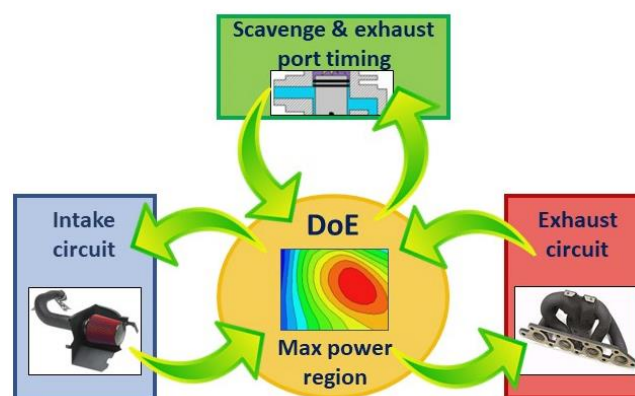 Scavenge & exhaust
port timing
Intake
circuit
DoE
Max power
region
Exhaust
circuit